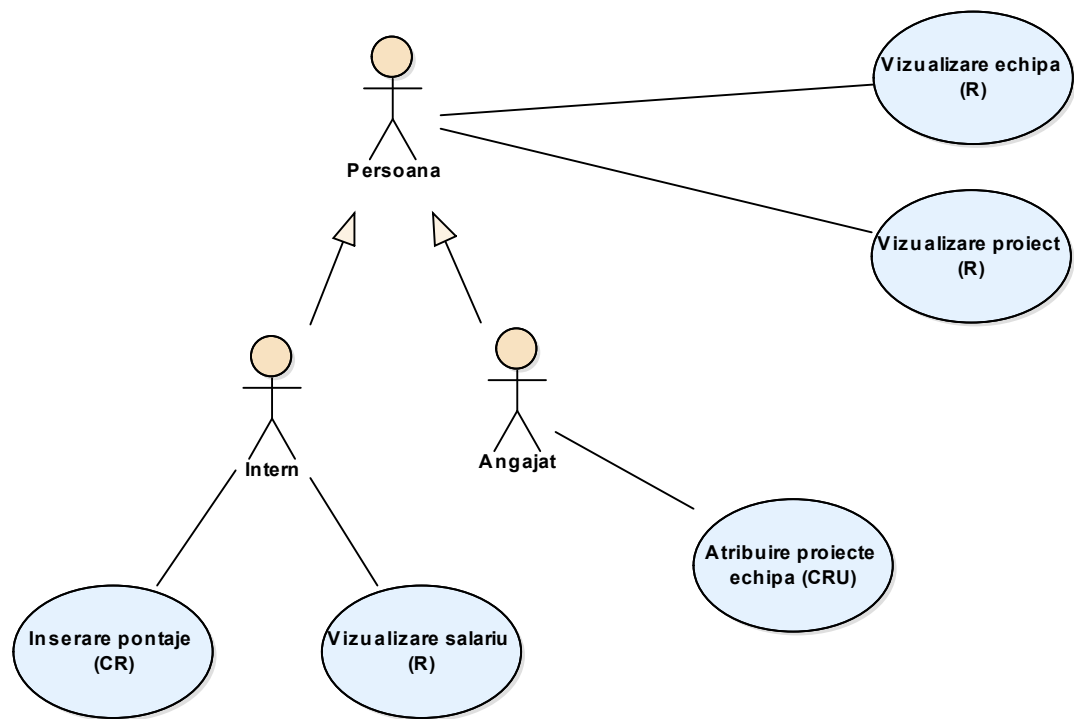 Vizualizare echipa
(R)
Persoana
Vizualizare proiect
(R)
Intern
Angajat
Atribuire proiecte
echipa (CRU)
Inserare pontaje
(CR)
Vizualizare salariu
(R)